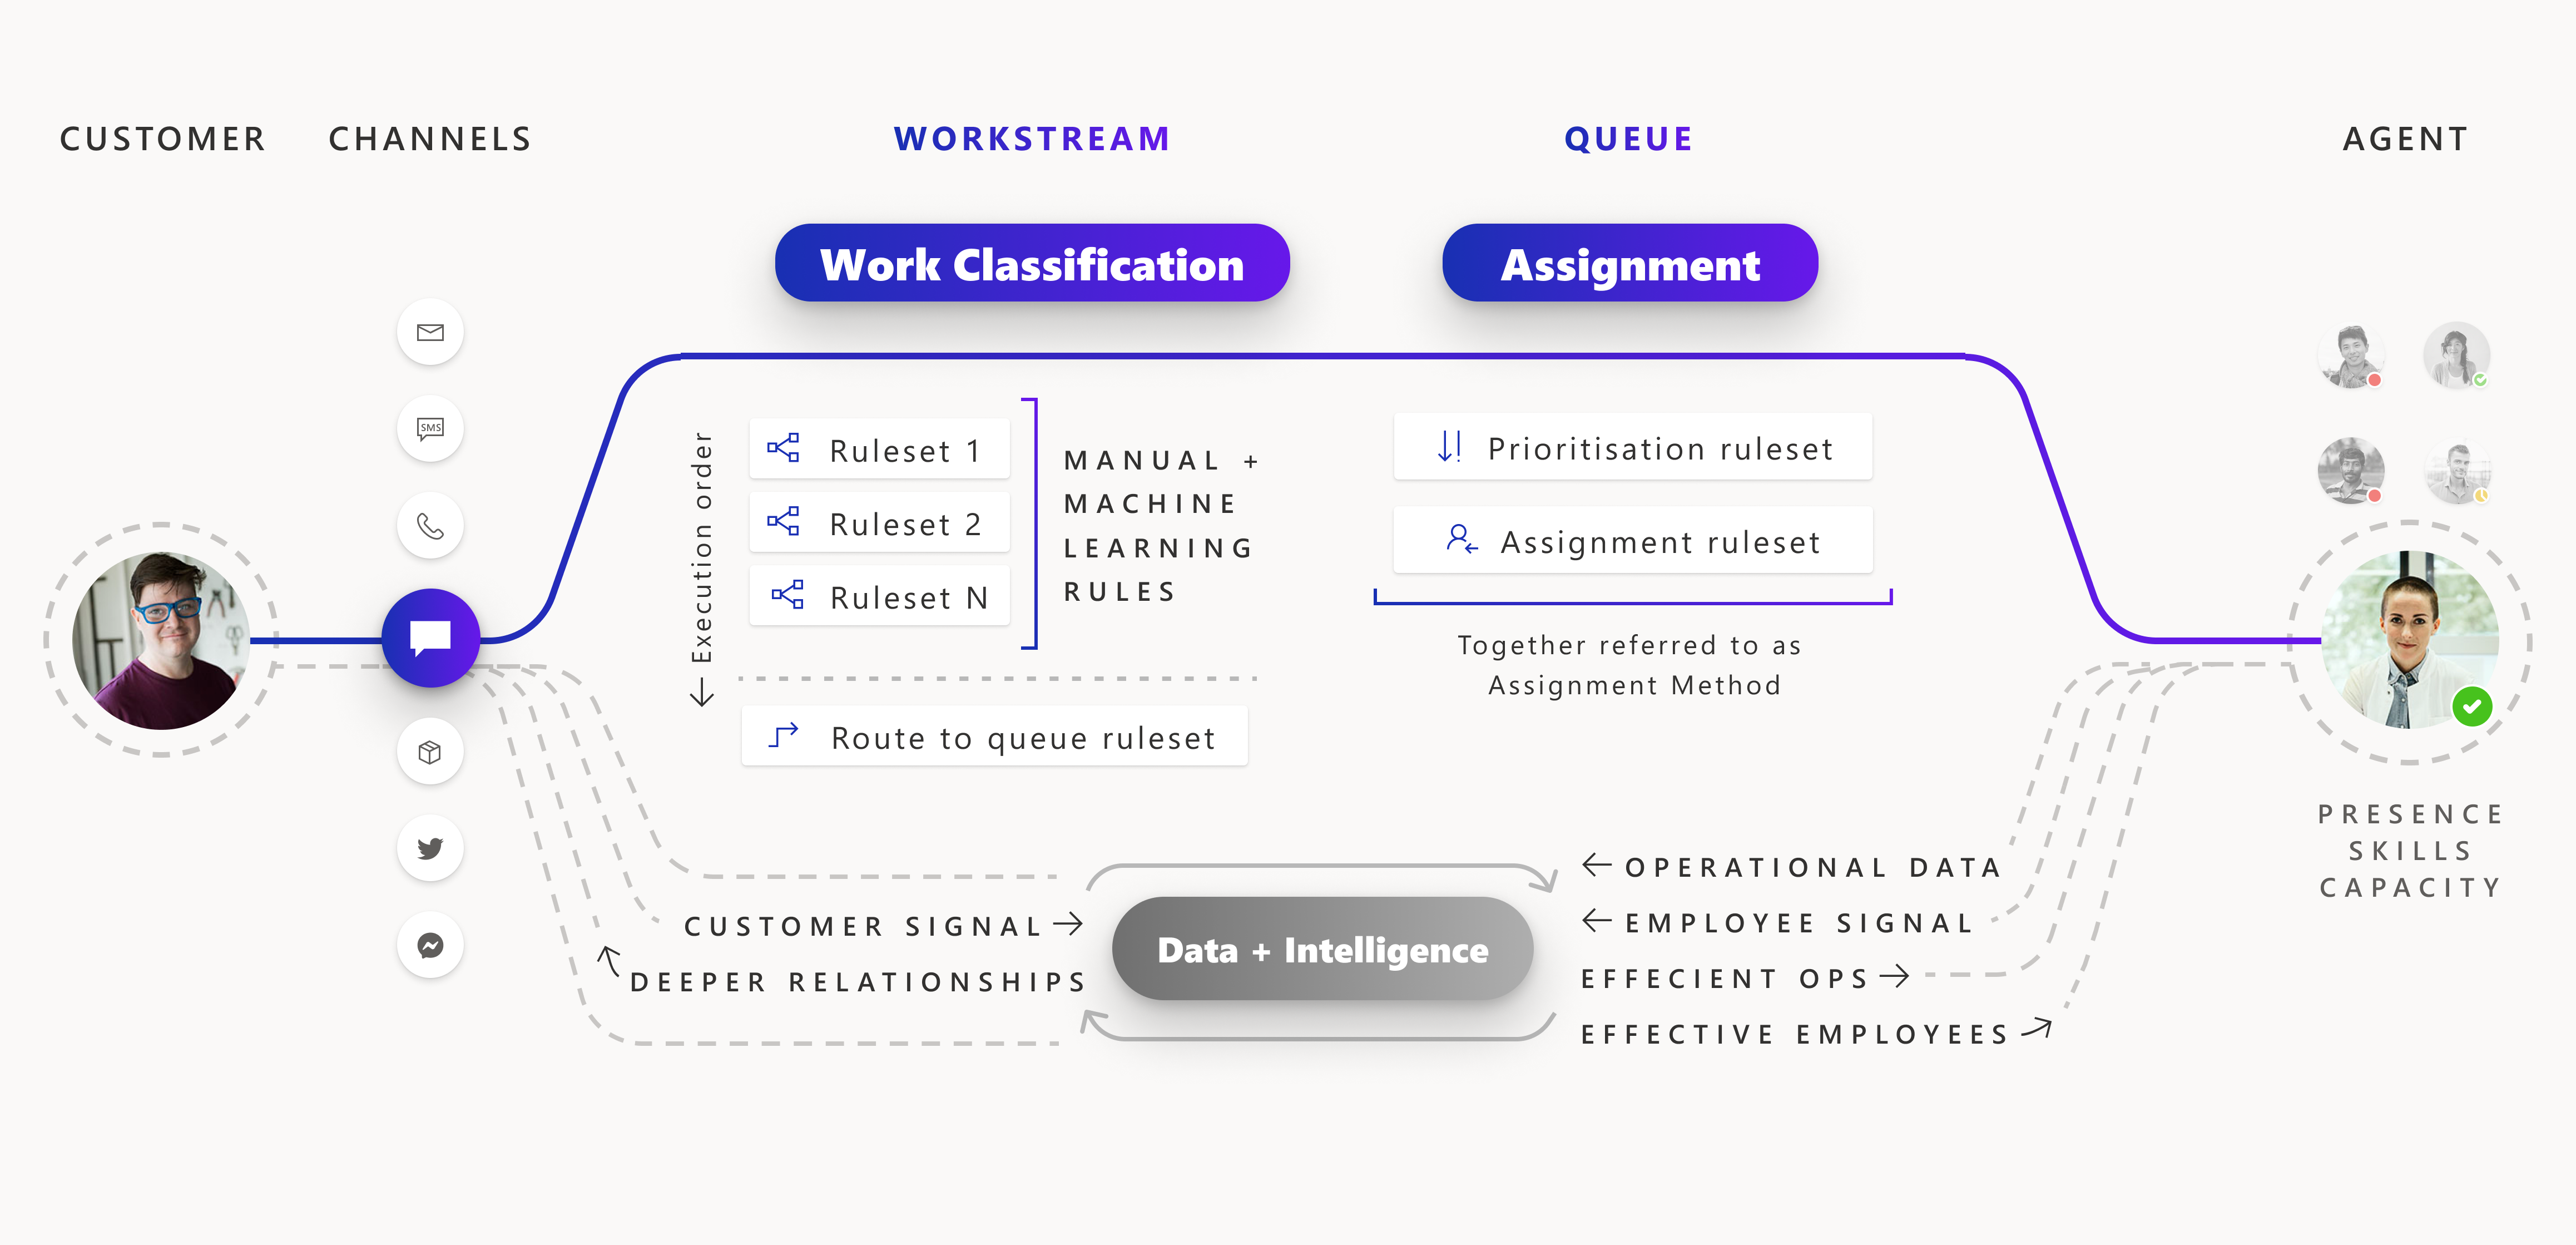 CUSTOMER
CHANNELS
WORKSTREAM
QUEUE
AGENT
Work Classification
Assignment
SMS
Execution order
Ruleset 1
Ruleset 2
Ruleset N
MANUAL +
MACHINE
LEARNING
RULES
Route to queue ruleset
Prioritisation ruleset
Assignment ruleset
Together referred to as
Assignment Method
PRESENCE
SKILLS
CAPACITY
CUSTOMER SIGNAL
DEEPER RELATIONSHIPS
Data + Intelligence
OPERATIONAL DATA
EMPLOYEE SIGNAL
EFFECIENT OPS
EFFECTIVE EMPLOYEES